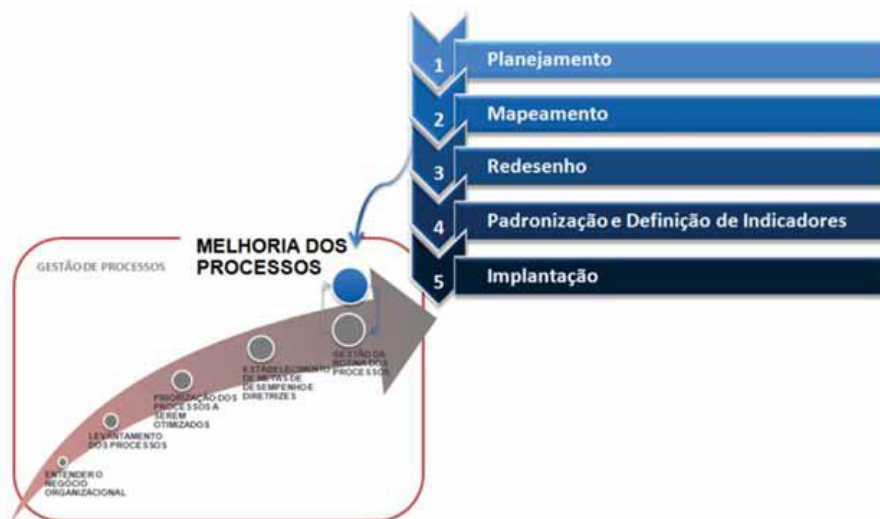 1 Planejamento
2 Mapeamento
3 Redesenho
4 Padronização e Definição de Indicadores
5 Implantação
MELHORIA DOS
PROCESSOS
GESTÃO DE PROCESSOS
GESTÃO DA
ROTINA DOS
PROCESSOS
ESTABELECIMENTO
DE METAS DE
DESEMPENHO E
DIRETRIZES
PRIORIZAÇÃO DOS
PROCESSOS A
SEREM
OTIMIZADOS
LEVANTAMENTO
DOS PROCESSOS
ENTENDER O
NEGÓCIO
ORGANIZACIONAL